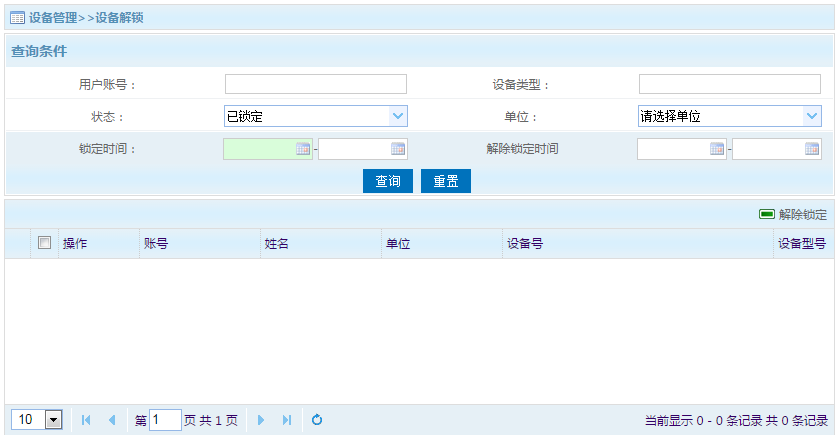 设备管理>>设备解锁
查询条件
用户账号： 设备类型：
状态： 已锁定 单位： 请选择单位
锁定时间： - 解除锁定时间 -
查询 重置
解除锁定
操作 账号 姓名 单位 设备号 设备型号
10 第 1 页 共 1 页 当前显示 0 - 0 条记录 共 0 条记录